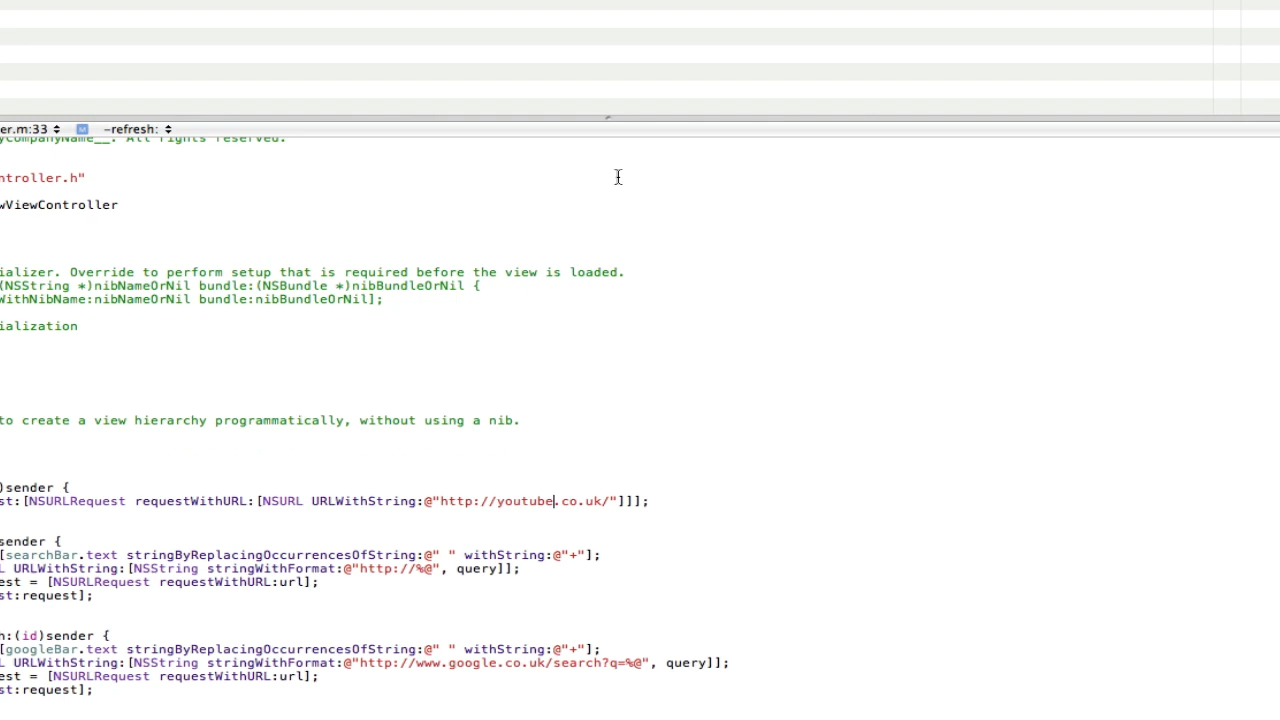 er.m:33 -refresh:
yCompanyName__. All rights reserved.
ntroller.h"
wViewController
ializer. Override to perform setup that is required before the view is loaded.
(NSString *)nibNameOrNil bundle:(NSBundle *)nibBundleOrNil {
WithNibName:nibNameOrNil bundle:nibBundleOrNil];
ialization
to create a view hierarchy programmatically, without using a nib.
)sender {
st:[NSURLRequest requestWithURL:[NSURL URLWithString:@"http://youtube.co.uk/"]]];
sender {
[searchBar.text stringByReplacingOccurrencesOfString:@" " withString:@"+"];
L URLWithString:[NSString stringWithFormat:@"http://%@", query]];
est = [NSURLRequest requestWithURL:url];
st:request];
h:(id)sender {
[googleBar.text stringByReplacingOccurrencesOfString:@" " withString:@"+"];
L URLWithString:[NSString stringWithFormat:@"http://www.google.co.uk/search?q=%@", query]];
est = [NSURLRequest requestWithURL:url];
st:request];